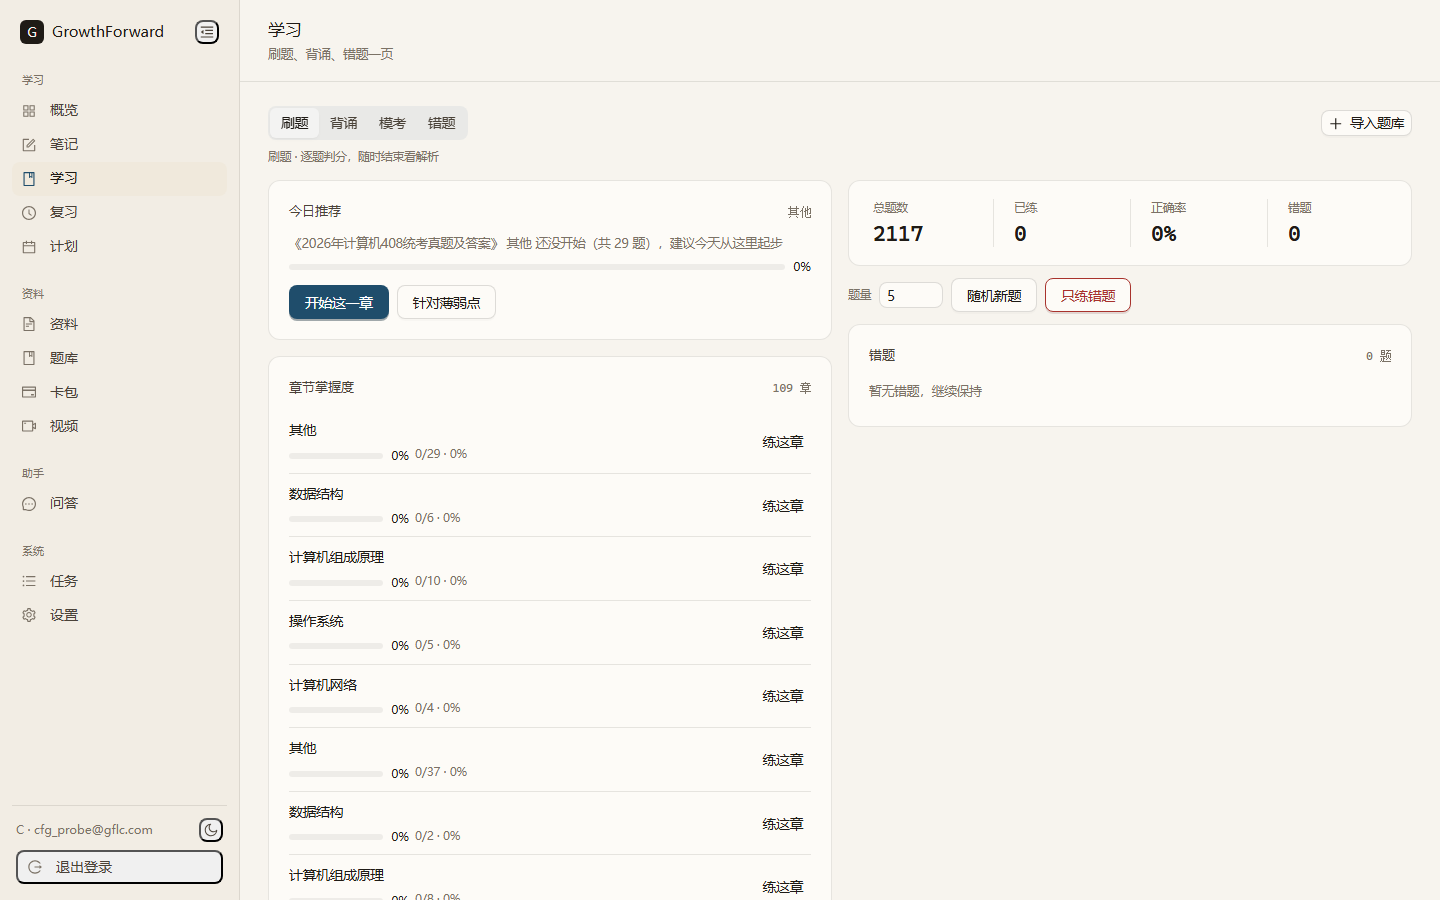 G GrowthForward
学习
概览
笔记
学习
复习
计划
资料
资料
题库
卡包
视频
助手
问答
系统
任务
设置
C · cfg_probe@gflc.com
退出登录
学习
刷题、背诵、错题一页
刷题 背诵 模考 错题
导入题库
刷题 · 逐题判分，随时结束看解析
今日推荐 其他
《2026年计算机408统考真题及答案》 其他 还没开始（共 29 题），建议今天从这里起步
0%
开始这一章 针对薄弱点
章节掌握度 109 章
其他
0% 0/29 · 0%
练这章
数据结构
0% 0/6 · 0%
练这章
计算机组成原理
0% 0/10 · 0%
练这章
操作系统
0% 0/5 · 0%
练这章
计算机网络
0% 0/4 · 0%
练这章
其他
0% 0/37 · 0%
练这章
数据结构
0% 0/2 · 0%
练这章
计算机组成原理
0% 0/8 · 0%
练这章
总题数 已练 正确率 错题
2117 0 0% 0
题量 5 随机新题 只练错题
错题 0 题
暂无错题，继续保持